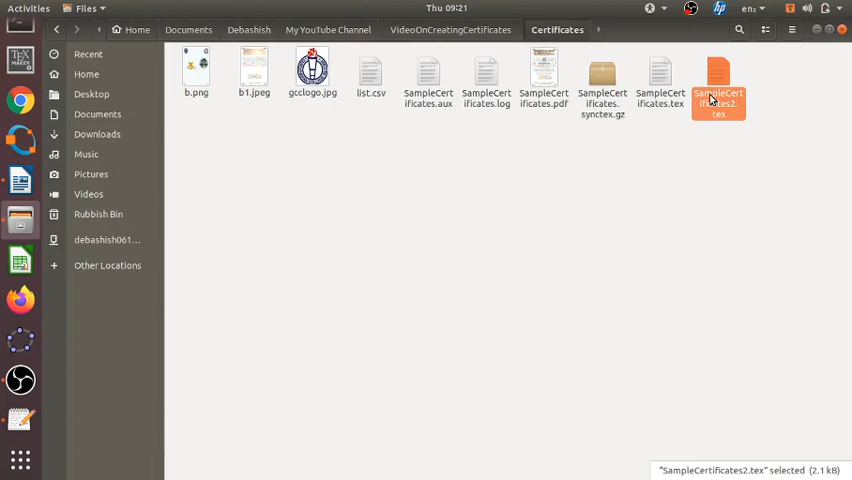 Activities
Files
Thu 09:21
en₂
Home
Documents
Debashish
My YouTube Channel
VideoOnCreatingCertificates
Certificates
Recent
Home
Desktop
Documents
Downloads
Music
Pictures
Videos
Rubbish Bin
debashish061...
Other Locations
b.png
b1.jpeg
gcclogo.jpg
list.csv
SampleCert
ificates.aux
SampleCert
ificates.log
SampleCert
ificates.pdf
SampleCert
ificates.
synctex.gz
SampleCert
ificates.tex
SampleCert
ificates2.
tex
"SampleCertificates2.tex" selected (2.1 kB)